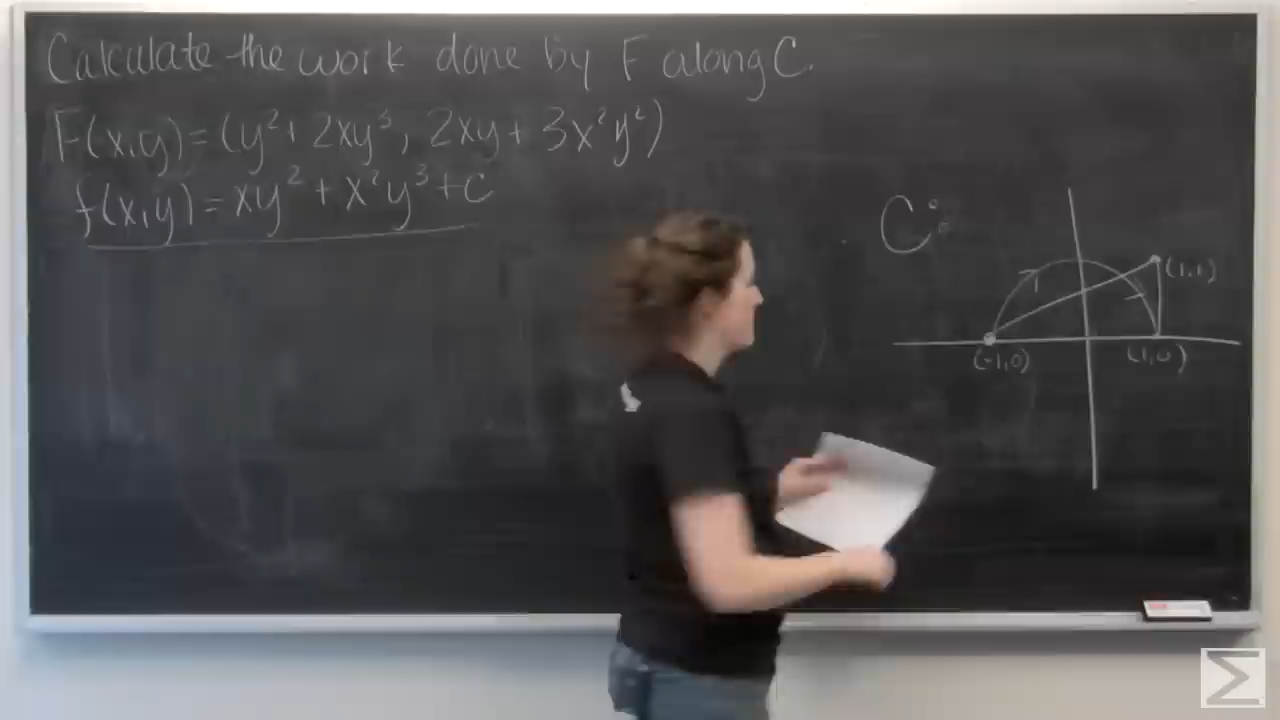 Calculate the work done by F along C.
F(x,y) = (y² + 2xy³, 2xy + 3x²y²)
f(x,y) = xy² + x²y³ + C
C:
(1,1)
(-1,0)
(1,0)
Σ